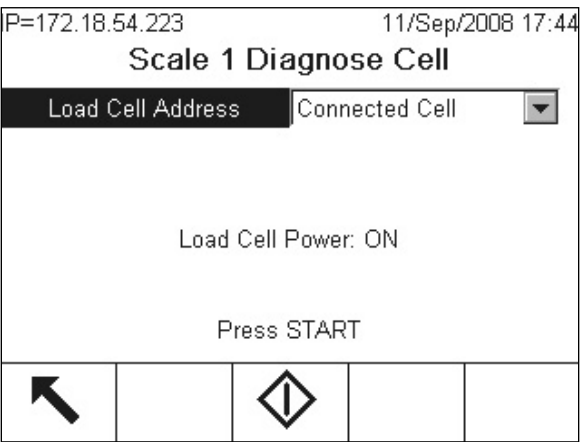 IP=172.18.54.223 11/Sep/2008 17:44
Scale 1 Diagnose Cell
Load Cell Address Connected Cell
Load Cell Power: ON
Press START